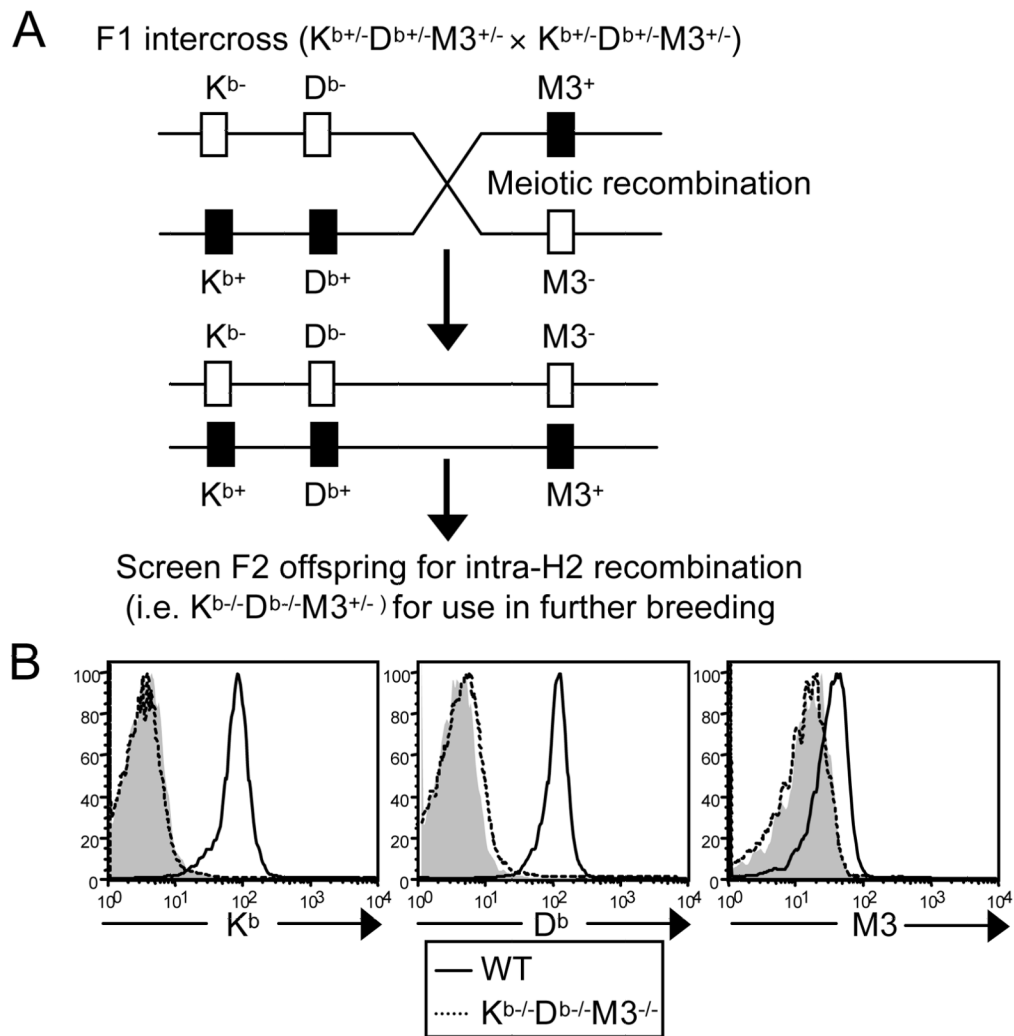 A
F1 intercross (Kb+/-Db+/-M3+/- × Kb+/-Db+/-M3+/-)
Kb- Db- M3+
Meiotic recombination
Kb+ Db+ M3-
Kb- Db- M3-
Kb+ Db+ M3+
Screen F2 offspring for intra-H2 recombination
(i.e. Kb-/-Db-/-M3+/- ) for use in further breeding
B
100 80 60 40 20 0
100 101 102 103 104
Kb
100 80 60 40 20 0
100 101 102 103 104
Db
100 80 60 40 20 0
100 101 102 103 104
M3
WT
Kb-/-Db-/-M3-/-